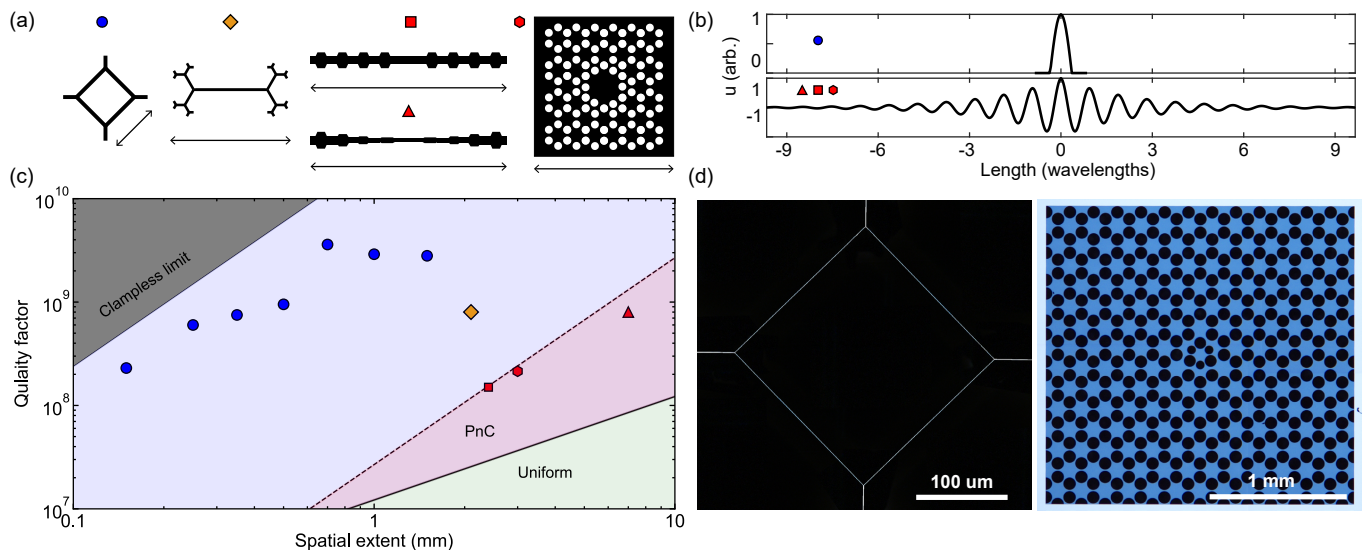 (a)
(b)
u (arb.)
1
0
1
-1
-9
-6
-3
0
3
6
9
Length (wavelengths)
(c)
Qulaity factor
10^10
10^9
10^8
10^7
Clampless limit
PnC
Uniform
0.1
1
10
Spatial extent (mm)
(d)
100 um
1 mm